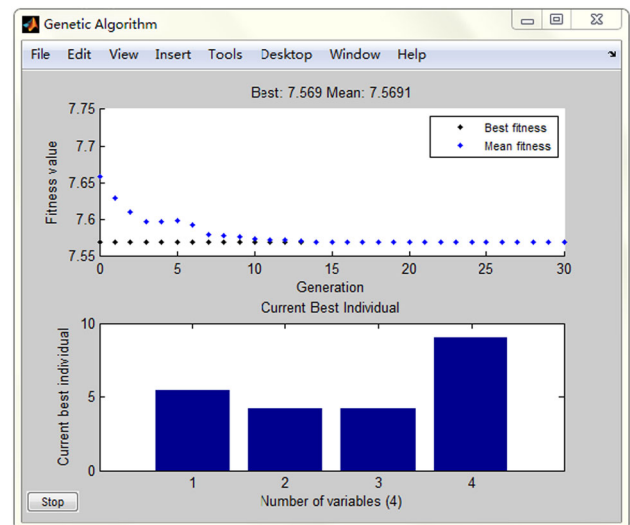 Genetic Algorithm
File Edit View Insert Tools Desktop Window Help
Best: 7.569 Mean: 7.5691
7.75
7.7
7.65
7.6
7.55
Fitness value
Best fitness
Mean fitness
0 5 10 15 20 25 30
Generation
Current Best Individual
10
5
0
Current best individual
1 2 3 4
Number of variables (4)
Stop